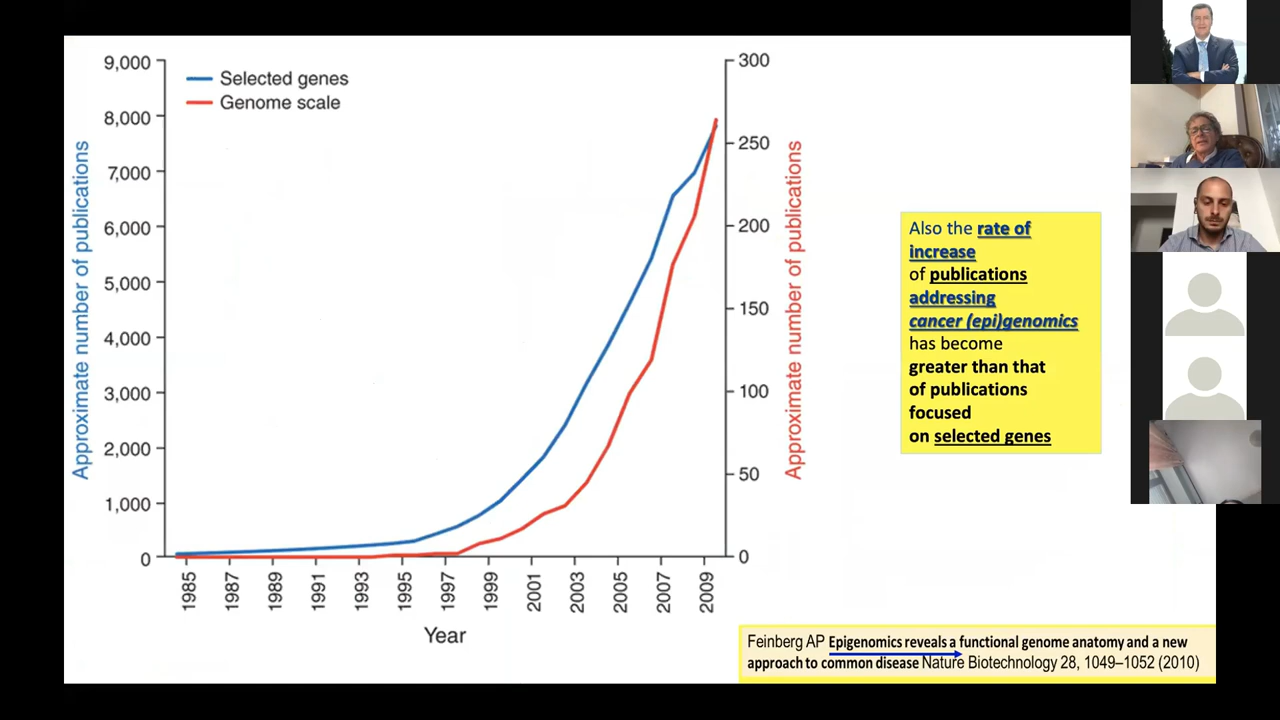 9,000
8,000
7,000
6,000
5,000
4,000
3,000
2,000
1,000
0
Approximate number of publications
Selected genes
Genome scale
300
250
200
150
100
50
0
Approximate number of publications
1985
1987
1989
1991
1993
1995
1997
1999
2001
2003
2005
2007
2009
Year
Also the rate of
increase
of publications
addressing
cancer (epi)genomics
has become
greater than that
of publications
focused
on selected genes
Feinberg AP Epigenomics reveals a functional genome anatomy and a new
approach to common disease Nature Biotechnology 28, 1049–1052 (2010)